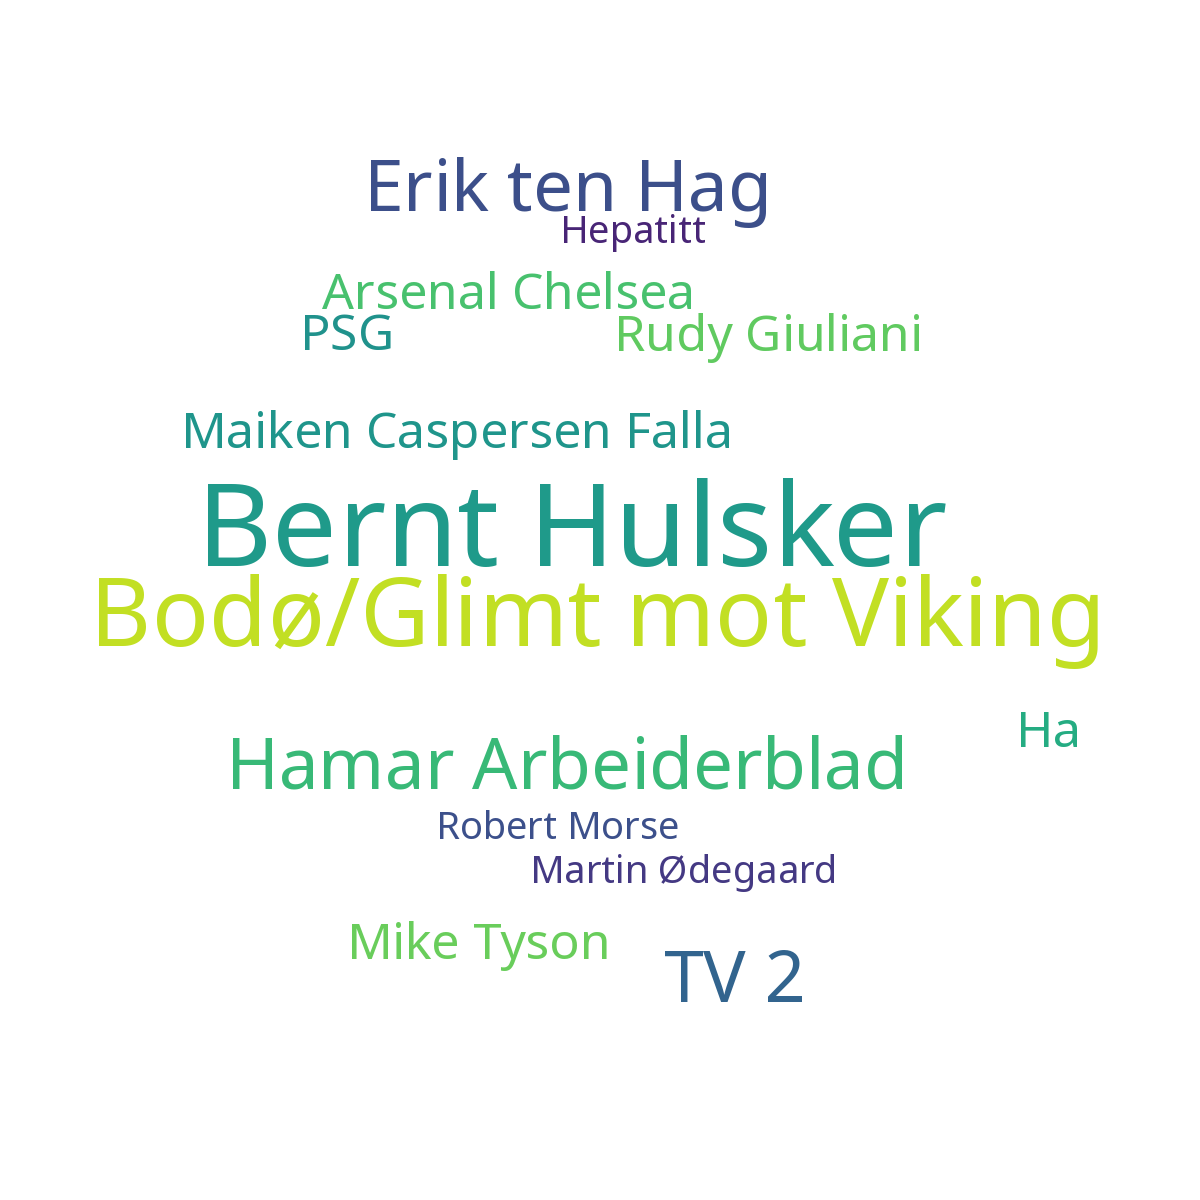 Erik ten Hag
Hepatitt
Arsenal Chelsea
PSG
Rudy Giuliani
Maiken Caspersen Falla
Bernt Hulsker
Bodø/Glimt mot Viking
Ha
Hamar Arbeiderblad
Robert Morse
Martin Ødegaard
Mike Tyson
TV 2